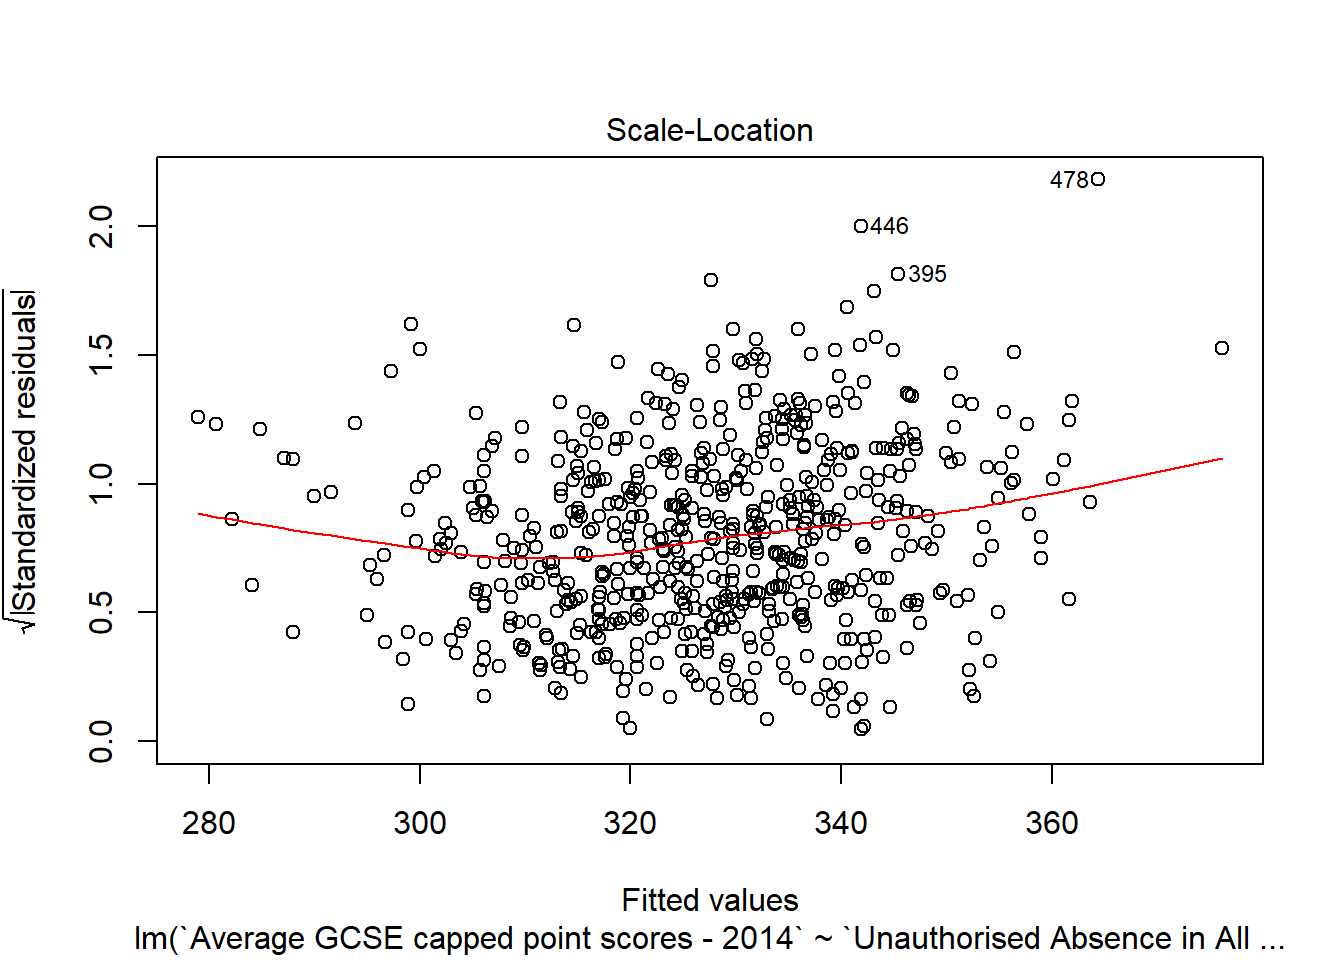 Scale-Location
√|Standardized residuals|
2.0
1.5
1.0
0.5
0.0
478
446
395
280 300 320 340 360
Fitted values
lm(`Average GCSE capped point scores - 2014` ~ `Unauthorised Absence in All ...